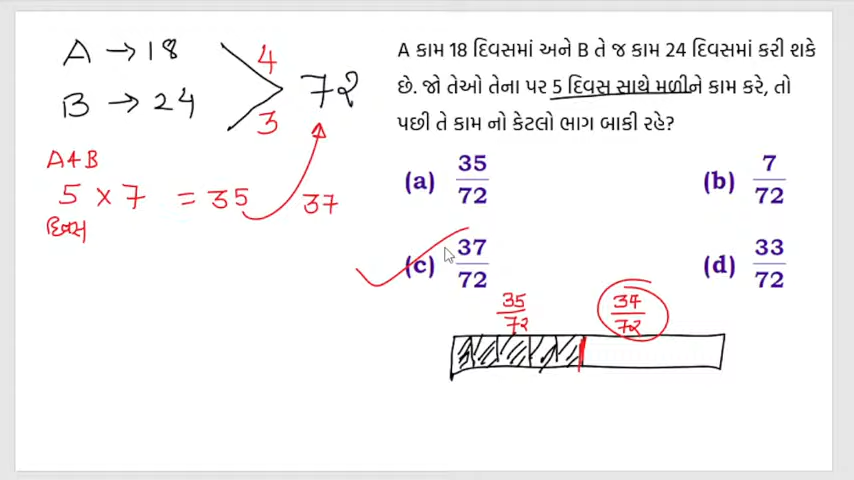 A → 18
B → 24
4
3
72
A+B
5 × 7 = 35
દિવસ
37
A કામ 18 દિવસમાં અને B તે જ કામ 24 દિવસમાં કરી શકે
છે. જો તેઓ તેના પર 5 દિવસ સાથે મળીને કામ કરે, તો
પછી તે કામ નો કેટલો ભાગ બાકી રહે?
(a) 35/72
(b) 7/72
(c) 37/72
(d) 33/72
35/72
34/72